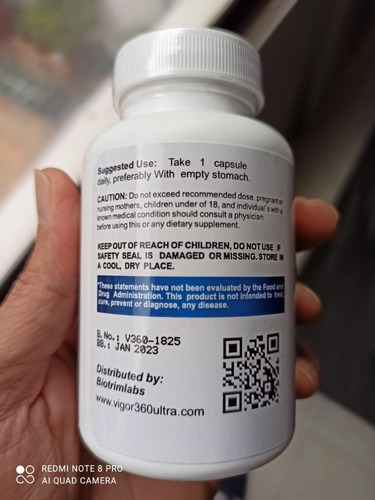 Suggested Use: Take 1 capsule
daily, preferably With empty stomach.
CAUTION: Do not exceed recommended dose, pregnant or
nursing mothers, children under of 18, and individual's with a
known medical condition should consult a physician
before using this or any dietary supplement.
KEEP OUT OF REACH OF CHILDREN, DO NOT USE IF
SAFETY SEAL IS DAMAGED OR MISSING. STORE IN
A COOL, DRY PLACE.
*These statements have not been evaluated by the Food and
Drug Administration. This product is not intended to treat,
cure, prevent or diagnose, any disease.
B. No.: V360-1825
BB.: JAN 2023
Distributed by:
Biotrimlabs
www.vigor360ultra.com
REDMI NOTE 8 PRO
AI QUAD CAMERA